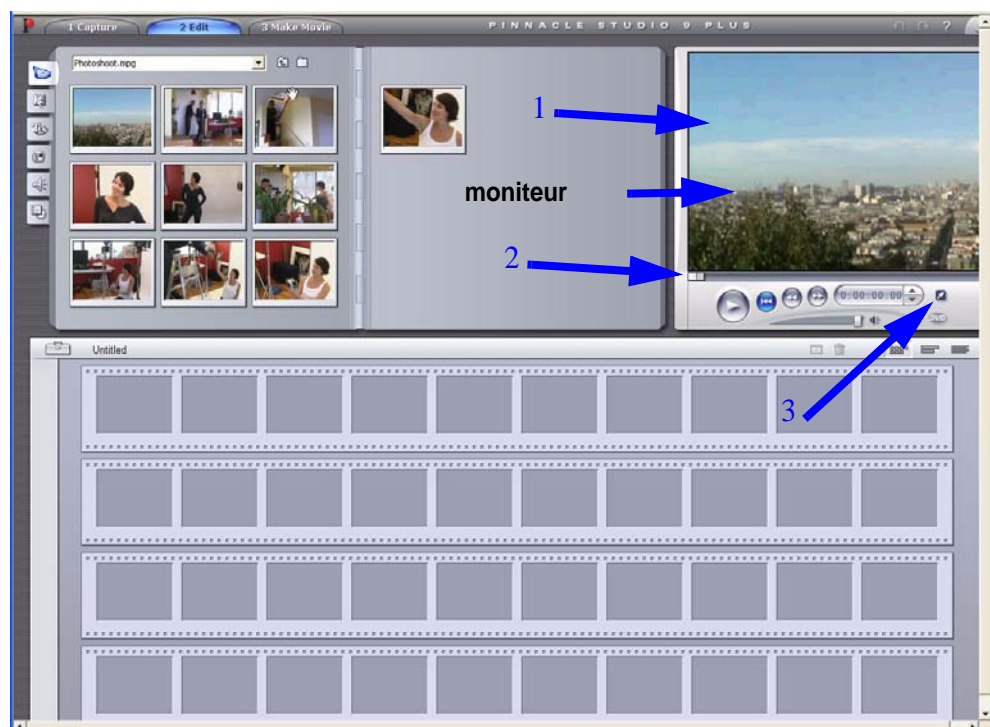 1 Capture
2 Edit
3 Make Movie
PINNACLE STUDIO 9 PLUS
?
Photoshoot.mpg
1
moniteur
2
0:00:00.00
3
Untitled